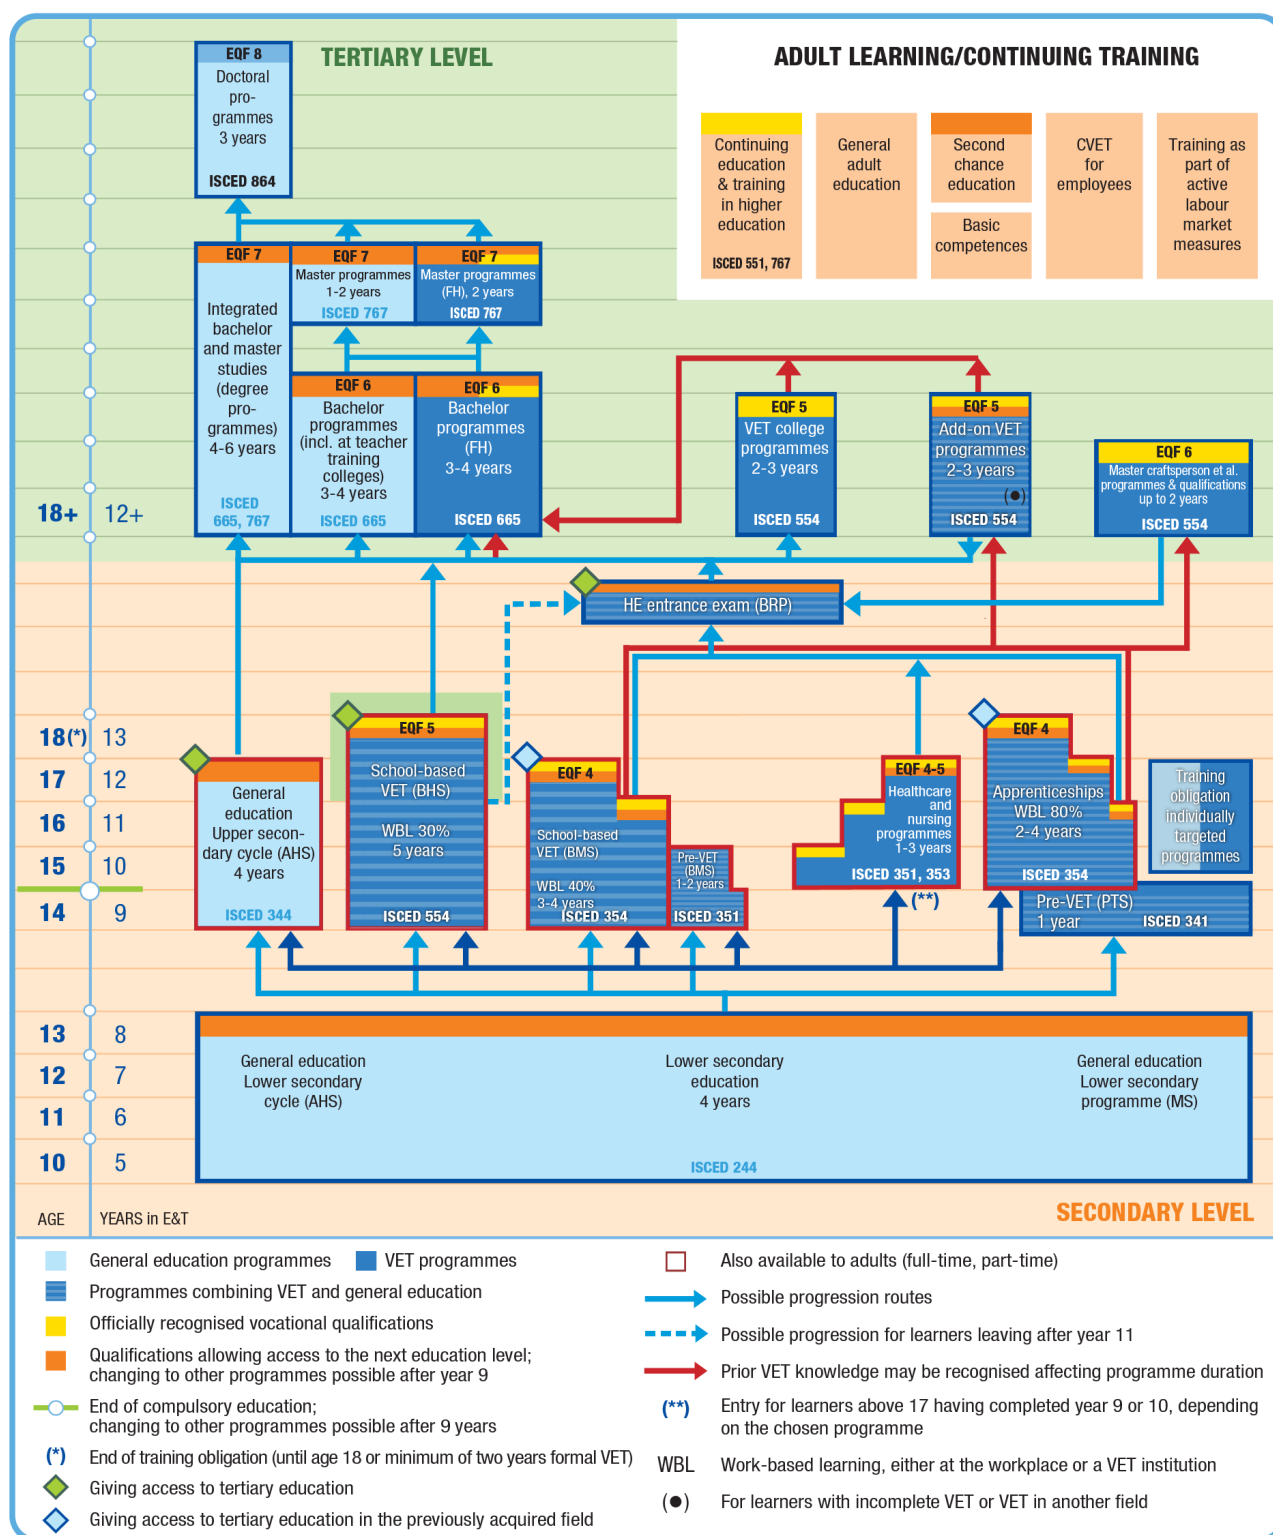 TERTIARY LEVEL
ADULT LEARNING/CONTINUING TRAINING
EQF 8
Doctoral
pro-
grammes
3 years
ISCED 864
Continuing
education
& training
in higher
education
ISCED 551, 767
General
adult
education
Second
chance
education
Basic
competences
CVET
for
employees
Training as
part of
active
labour
market
measures
EQF 7
Integrated
bachelor
and master
studies
(degree
pro-
grammes)
4-6 years
ISCED
665, 767
EQF 7
Master programmes
1-2 years
ISCED 767
EQF 7
Master programmes
(FH), 2 years
ISCED 767
EQF 6
Bachelor
programmes
(incl. at teacher
training
colleges)
3-4 years
ISCED 665
EQF 6
Bachelor
programmes
(FH)
3-4 years
ISCED 665
EQF 5
VET college
programmes
2-3 years
ISCED 554
EQF 5
Add-on VET
programmes
2-3 years
(●)
ISCED 554
EQF 6
Master craftsperson et al.
programmes & qualifications
up to 2 years
ISCED 554
18+ 12+
HE entrance exam (BRP)
18(*) 13
17 12
16 11
15 10
14 9
General
education
Upper secon-
dary cycle (AHS)
4 years
ISCED 344
EQF 5
School-based
VET (BHS)
WBL 30%
5 years
ISCED 554
EQF 4
School-based
VET (BMS)
WBL 40%
3-4 years
ISCED 354
Pre-VET
(BMS)
1-2 years
ISCED 351
EQF 4-5
Healthcare
and
nursing
programmes
1-3 years
ISCED 351, 353
(**)
EQF 4
Apprenticeships
WBL 80%
2-4 years
ISCED 354
Pre-VET (PTS)
1 year
ISCED 341
Training
obligation
individually
targeted
programmes
13 8
12 7
11 6
10 5
General education
Lower secondary
cycle (AHS)
Lower secondary
education
4 years
General education
Lower secondary
programme (MS)
ISCED 244
AGE YEARS in E&T
SECONDARY LEVEL
General education programmes
VET programmes
Programmes combining VET and general education
Officially recognised vocational qualifications
Qualifications allowing access to the next education level;
changing to other programmes possible after year 9
End of compulsory education;
changing to other programmes possible after 9 years
(*) End of training obligation (until age 18 or minimum of two years formal VET)
Giving access to tertiary education
Giving access to tertiary education in the previously acquired field
Also available to adults (full-time, part-time)
Possible progression routes
Possible progression for learners leaving after year 11
Prior VET knowledge may be recognised affecting programme duration
(**) Entry for learners above 17 having completed year 9 or 10, depending
on the chosen programme
WBL Work-based learning, either at the workplace or a VET institution
(●) For learners with incomplete VET or VET in another field